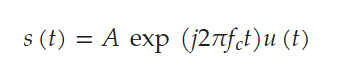 s (t) = A exp (j2πf_c t)u (t)